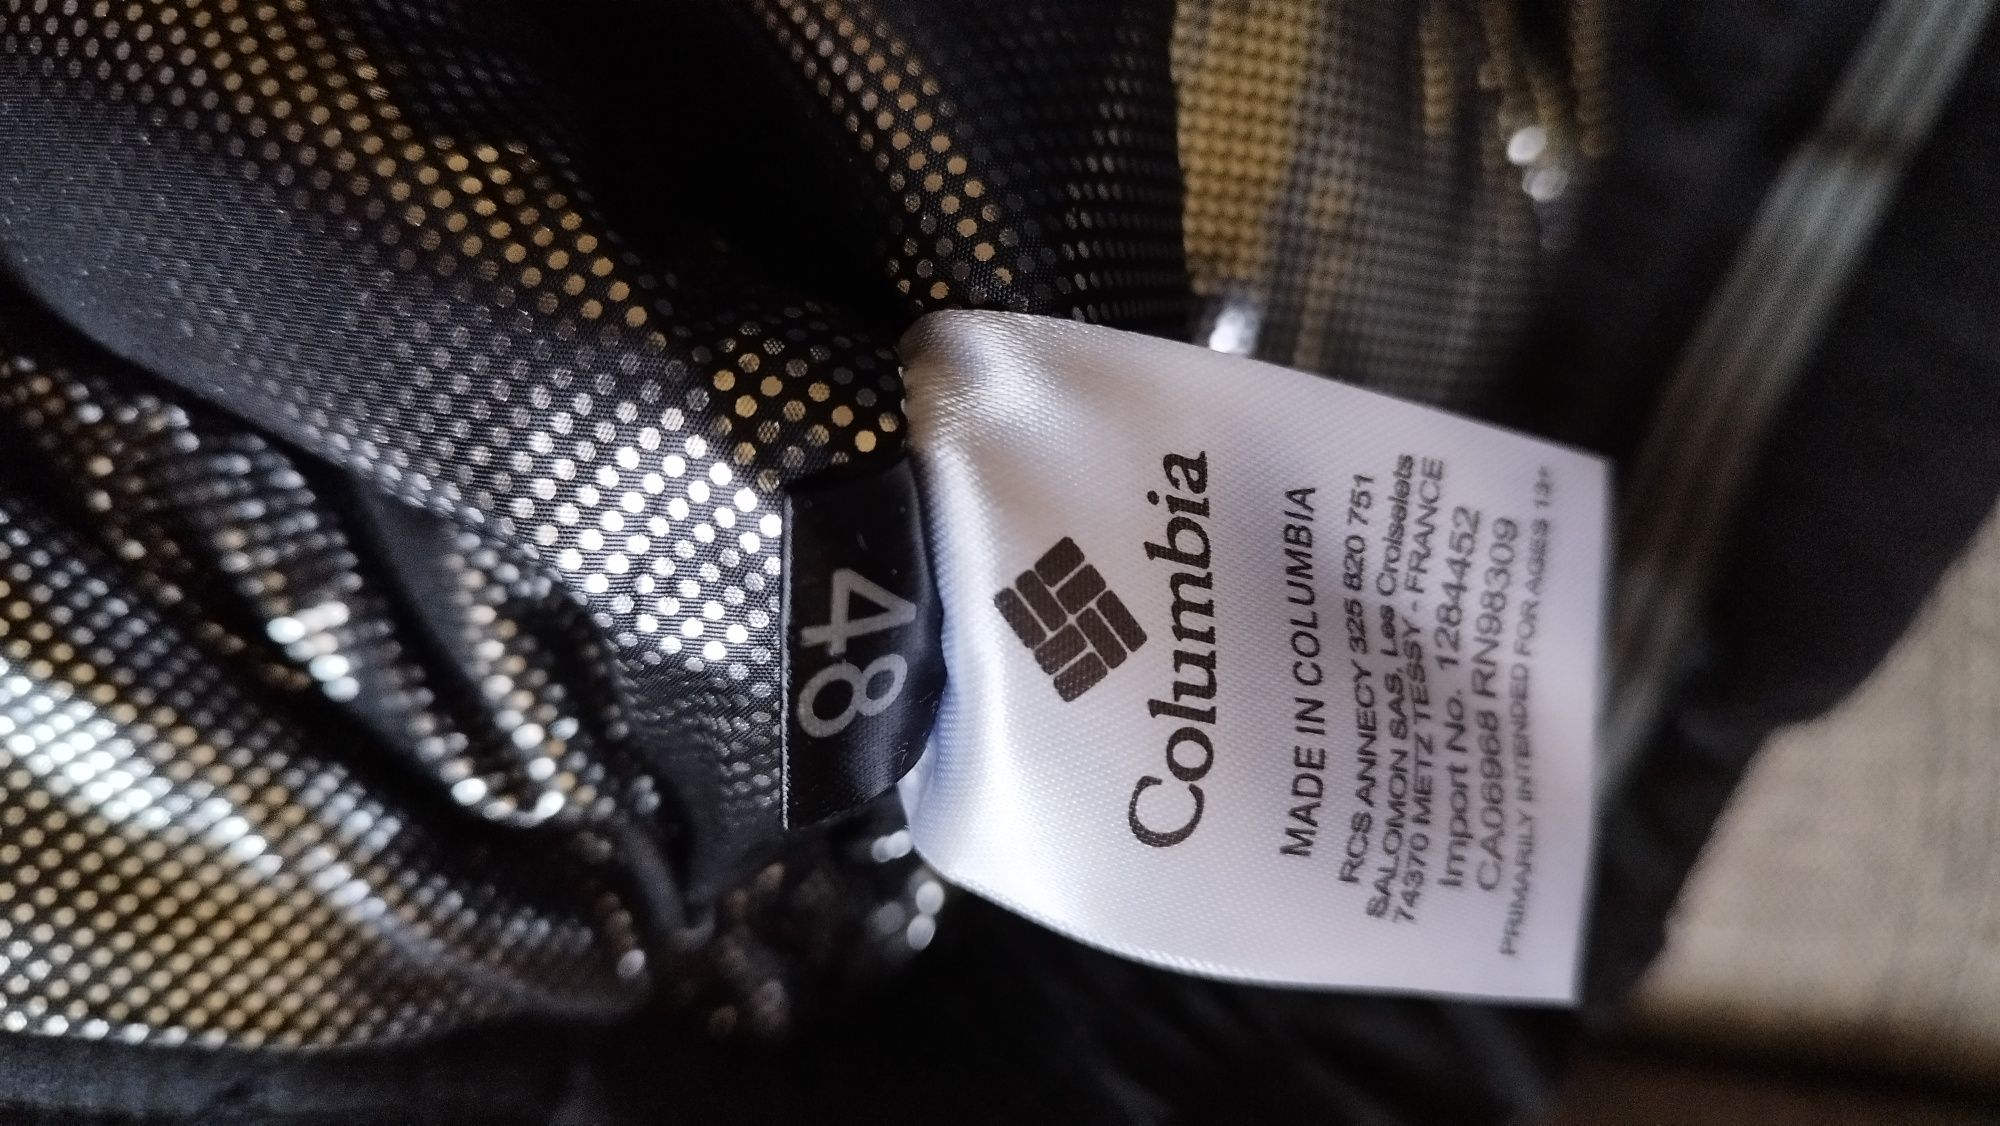 48
Columbia
MADE IN COLUMBIA
RCS ANNECY 325 820 751
SALOMON SAS. Les Croiselets
74370 METZ TESSY - FRANCE
Import No. 12844452
CA06968 RN98309
PRIMARILY INTENDED FOR AGES 13+